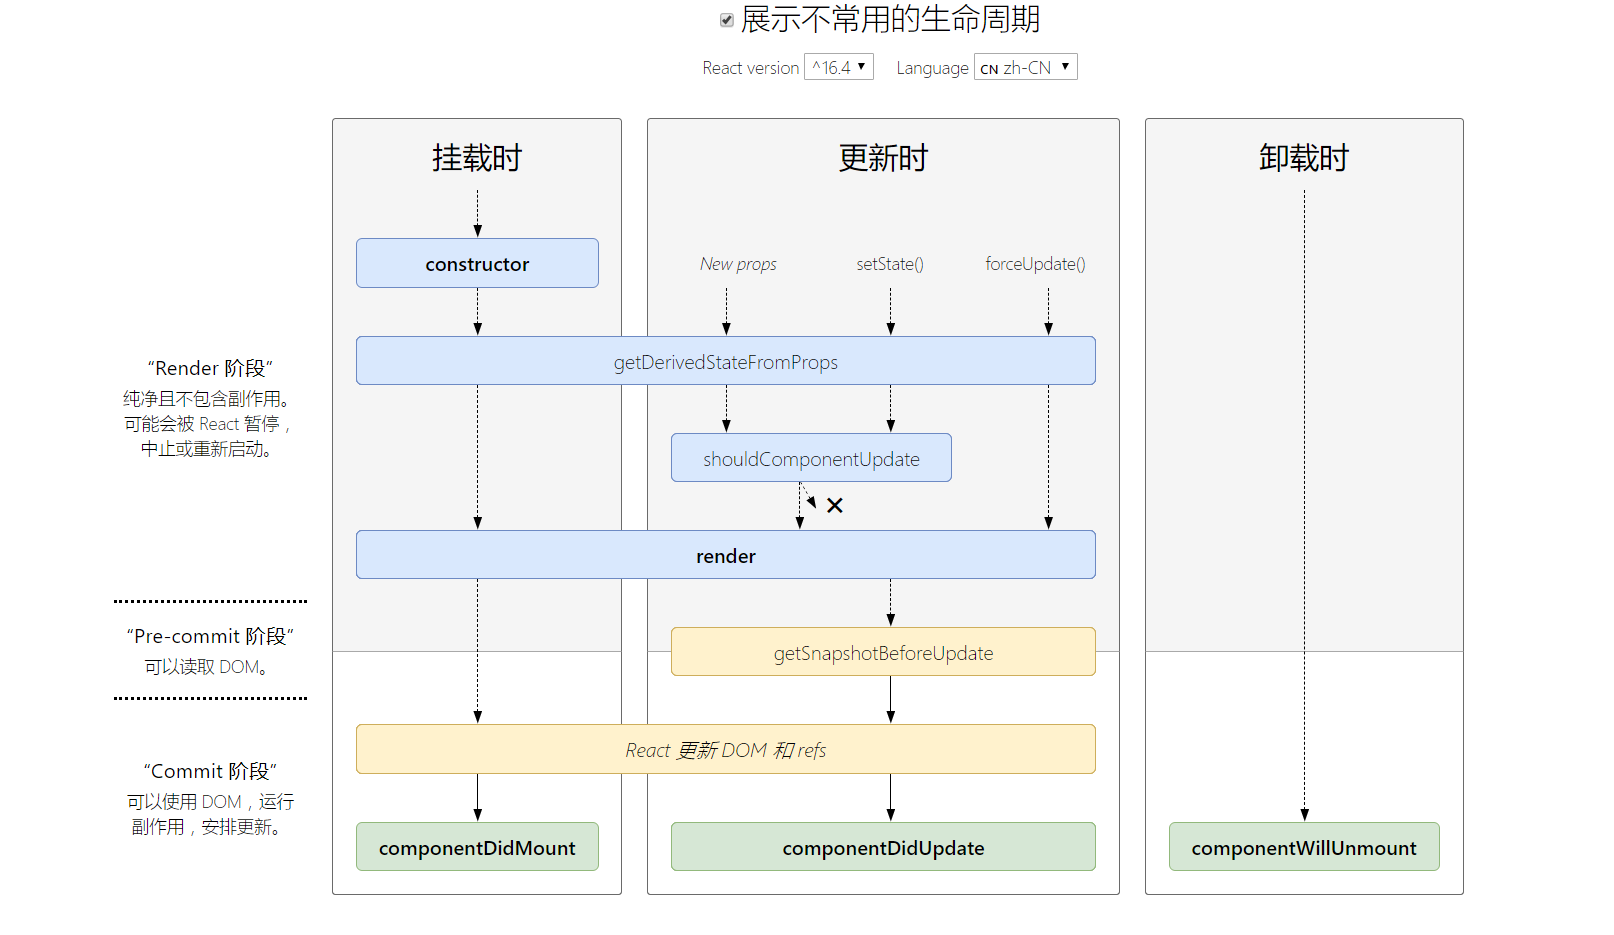 展示不常用的生命周期
React version ^16.4 Language CN zh-CN
挂载时
更新时
卸载时
constructor
New props
setState()
forceUpdate()
“Render 阶段”
纯净且不包含副作用。
可能会被 React 暂停，
中止或重新启动。
getDerivedStateFromProps
shouldComponentUpdate
render
“Pre-commit 阶段”
可以读取 DOM。
getSnapshotBeforeUpdate
React 更新 DOM 和 refs
“Commit 阶段”
可以使用 DOM，运行
副作用，安排更新。
componentDidMount
componentDidUpdate
componentWillUnmount